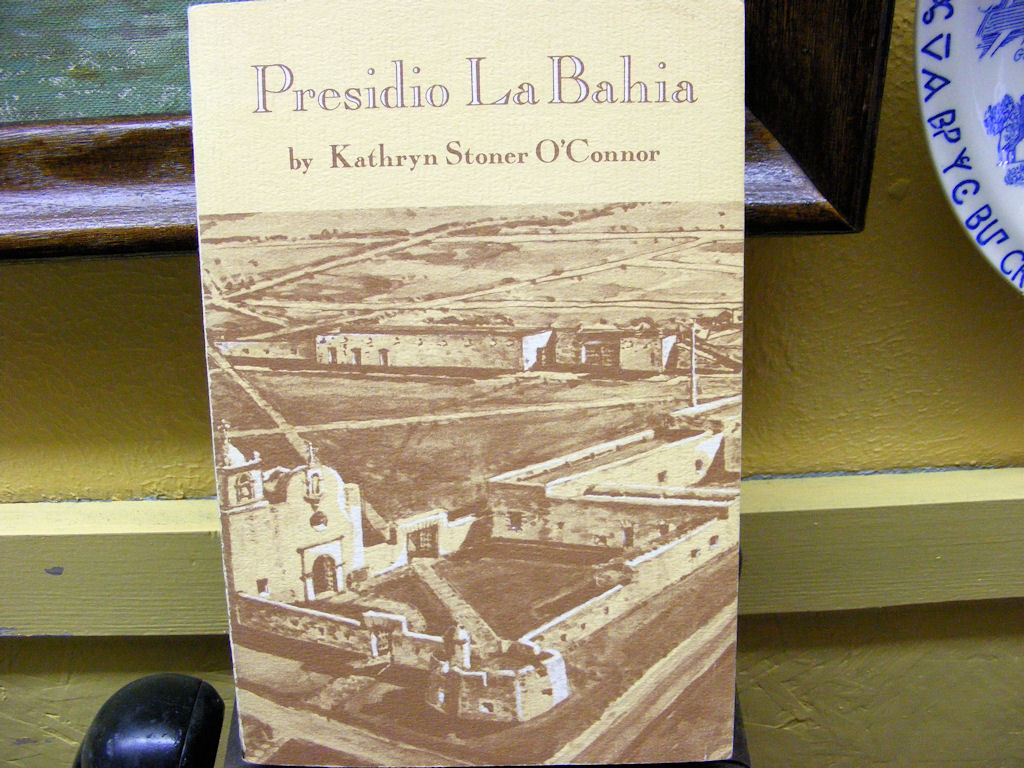 Presidio La Bahia
by Kathryn Stoner O'Connor